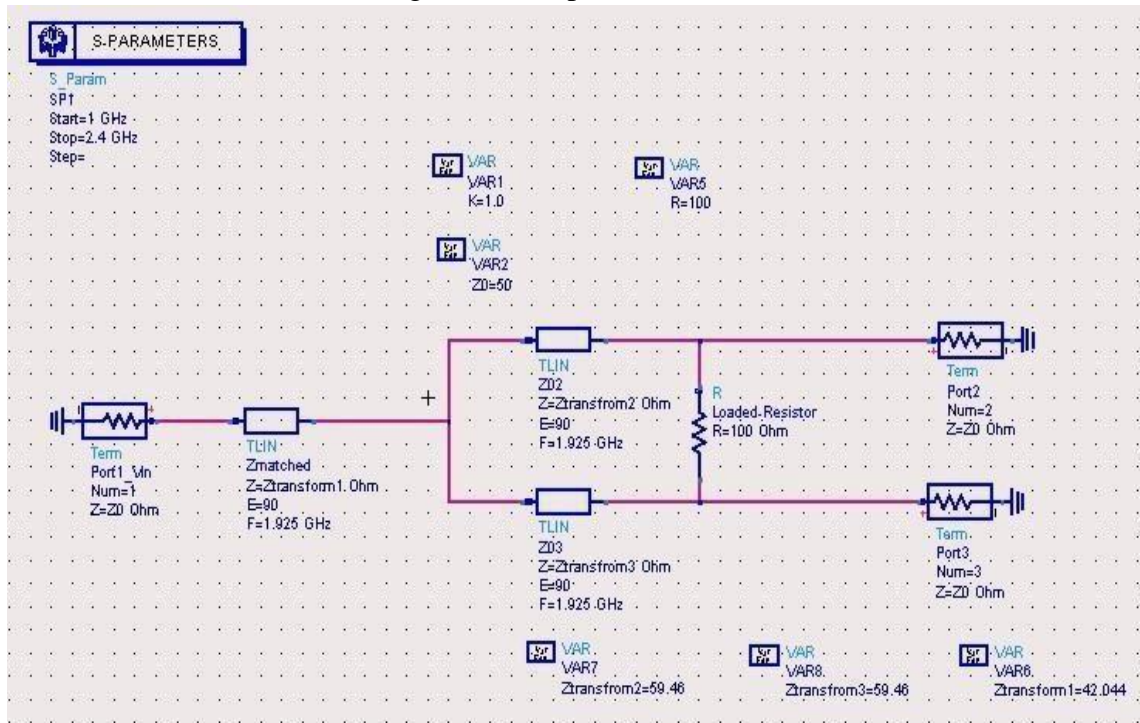 S-PARAMETERS
S_Param
SP1
Start=1 GHz
Stop=2.4 GHz
Step=
VAR
VAR1
K=1.0
VAR
VAR5
R=100
VAR
VAR2
Z0=50
Term
Port1_Vin
Num=1
Z=Z0 Ohm
TLIN
Zmatched
Z=Ztransform1 Ohm
E=90
F=1.925 GHz
TLIN
Z02
Z=Ztransfrom2 Ohm
E=90
F=1.925 GHz
R
Loaded-Resistor
R=100 Ohm
Term
Port2
Num=2
Z=Z0 Ohm
TLIN
Z03
Z=Ztransfrom3 Ohm
E=90
F=1.925 GHz
Term
Port3
Num=3
Z=Z0 Ohm
VAR
VAR7
Ztransfrom2=59.46
VAR
VAR8
Ztransfrom3=59.46
VAR
VAR6
Ztransform1=42.044